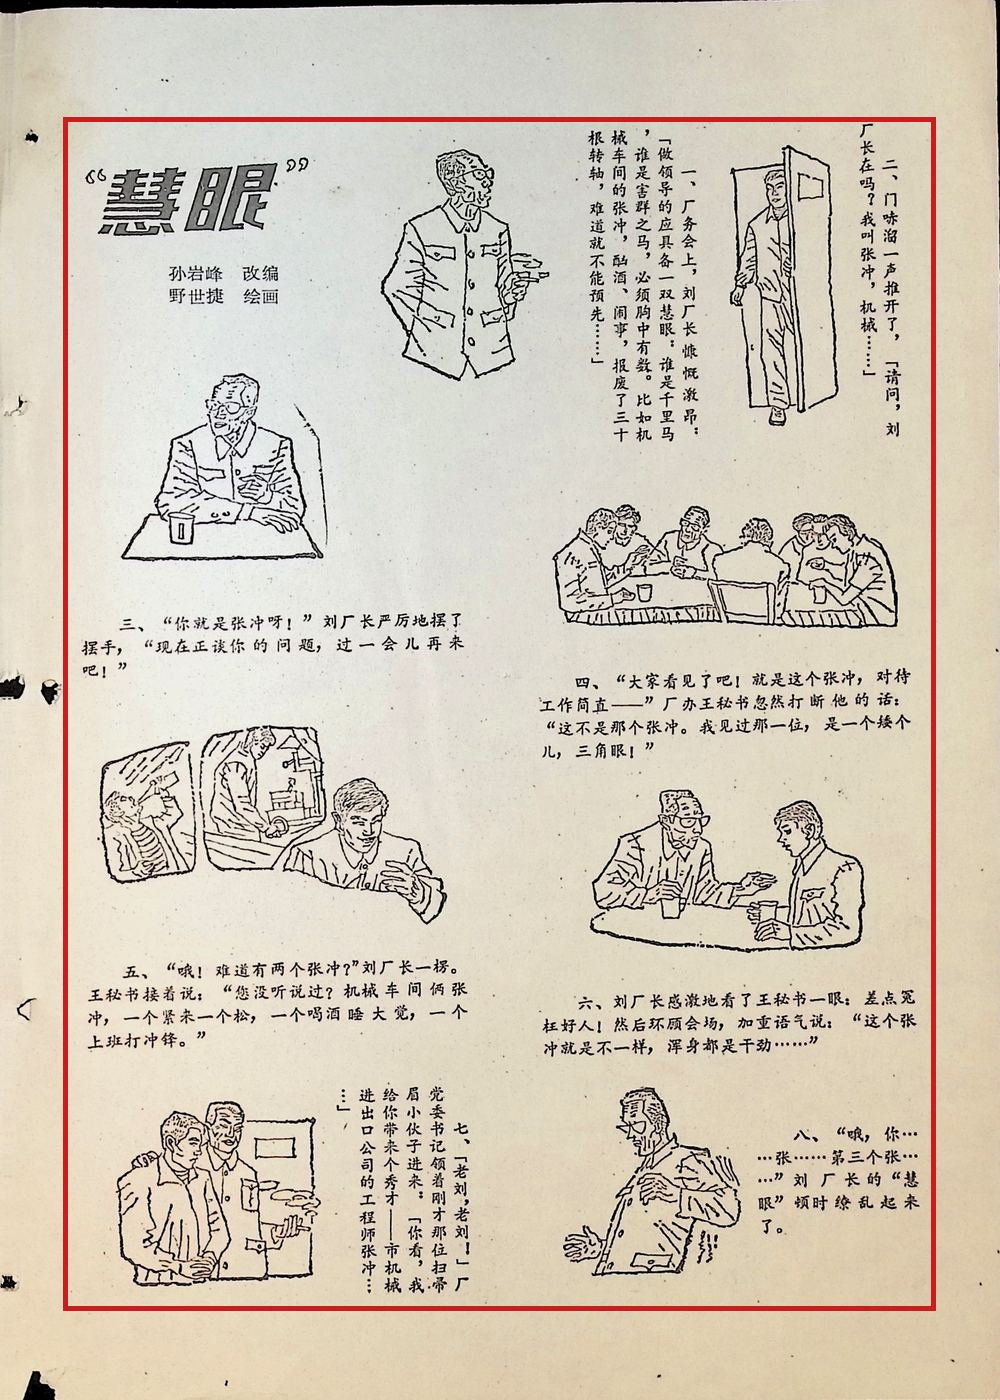 “慧眼”
孙岩峰　改编
野世捷　绘画
一、厂务会上，刘厂长慷慨激昂：
「做领导的应具备一双慧眼：谁是千里马
，谁是害群之马，必须胸中有数。比如机
械车间的张冲，酗酒、闹事，报废了三十
根转轴，难道就不能预先……」
二、门哧溜一声推开了，「请问，刘
厂长在吗？我叫张冲，机械……」
三、“你就是张冲呀！”刘厂长严厉地摆了
摆手，“现在正谈你的问题，过一会儿再来
吧！”
四、“大家看见了吧！就是这个张冲，对待
工作简直——”厂办王秘书忽然打断他的话：
“这不是那个张冲。我见过那一位，是一个矮个
儿，三角眼！”
五、“哦！难道有两个张冲？”刘厂长一楞。
王秘书接着说：“您没听说过？机械车间俩张
冲，一个紧来一个松，一个喝酒睡大觉，一个
上班打冲锋。”
六、刘厂长感激地看了王秘书一眼：差点冤
枉好人！然后环顾会场，加重语气说：“这个张
冲就是不一样，浑身都是干劲……”
七、「老刘，老刘！」厂
党委书记领着刚才那位扫帚
眉小伙子进来：「你看，我
给你带来个秀才——市机械
进出口公司的工程师张冲…
…」
八、“哦，你…
…张……第三个张…
…”刘厂长的“慧
眼”顿时缭乱起来
了。